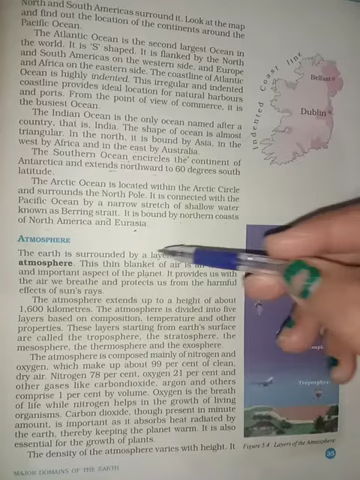 North and South Americas surround it. Look at the map
and find out the location of the continents around the
Pacific Ocean.
The Atlantic Ocean is the second largest Ocean in
the world. It is 'S' shaped. It is flanked by the North
and South Americas on the western side, and Europe
and Africa on the eastern side. The coastline of Atlantic
Ocean is highly indented. This irregular and indented
coastline provides ideal location for natural harbours
and ports. From the point of view of commerce, it is
the busiest Ocean.
The Indian Ocean is the only ocean named after a
country, that is, India. The shape of ocean is almost
triangular. In the north, it is bound by Asia, in the
west by Africa and in the east by Australia.
The Southern Ocean encircles the continent of
Antarctica and extends northward to 60 degrees south
latitude.
The Arctic Ocean is located within the Arctic Circle
and surrounds the North Pole. It is connected with the
Pacific Ocean by a narrow stretch of shallow water
known as Berring strait. It is bound by northern coasts
of North America and Eurasia.
ATMOSPHERE
The earth is surrounded by a
atmosphere. This thin blanket of air is
and important aspect of the planet. It provides us with
the air we breathe and protects us from the harmful
effects of sun's rays.
The atmosphere extends up to a height of about
1,600 kilometres. The atmosphere is divided into five
layers based on composition, temperature and other
properties. These layers starting from earth's surface
are called the troposphere, the stratosphere, the
mesosphere, the thermosphere and the exosphere.
The atmosphere is composed mainly of nitrogen and
oxygen, which make up about 99 per cent of clean,
dry air. Nitrogen 78 per cent, oxygen 21 per cent and
other gases like carbondioxide, argon and others
comprise 1 per cent by volume. Oxygen is the breath
of life while nitrogen helps in the growth of living
organisms. Carbon dioxide, though present in minute
amount, is important as it absorbs heat radiated by
the earth, thereby keeping the planet warm. It is also
essential for the growth of plants.
The density of the atmosphere varies with height. It
Indented Coast line
Belfast
Dublin
Troposphere
Figure 5.4 Layers of the Atmosphere
MAJOR DOMAINS OF THE EARTH
35